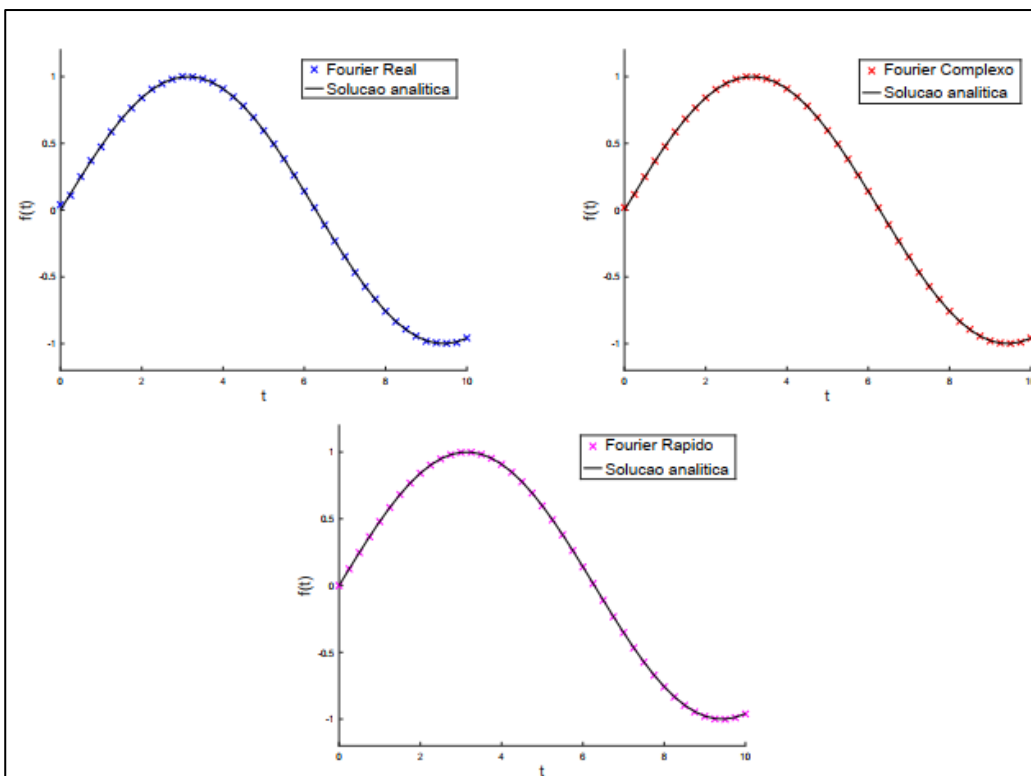 Fourier Real
Solucao analitica
1
0.5
0
-0.5
-1
f(t)
0 2 4 6 8 10
t
Fourier Complexo
Solucao analitica
1
0.5
0
-0.5
-1
f(t)
0 2 4 6 8 10
t
Fourier Rapido
Solucao analitica
1
0.5
0
-0.5
-1
f(t)
0 2 4 6 8 10
t